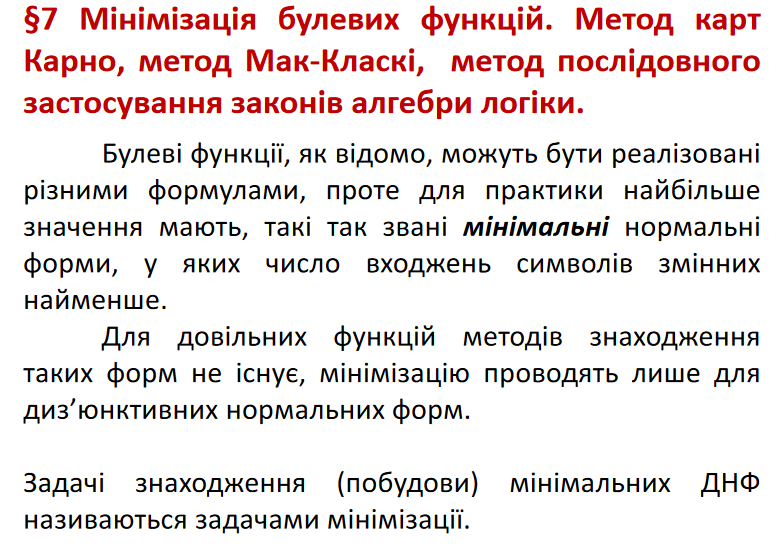 §7 Мінімізація булевих функцій. Метод карт
Карно, метод Мак-Класкі, метод послідовного
застосування законів алгебри логіки.
Булеві функції, як відомо, можуть бути реалізовані
різними формулами, проте для практики найбільше
значення мають, такі так звані мінімальні нормальні
форми, у яких число входжень символів змінних
найменше.
Для довільних функцій методів знаходження
таких форм не існує, мінімізацію проводять лише для
диз’юнктивних нормальних форм.
Задачі знаходження (побудови) мінімальних ДНФ
називаються задачами мінімізації.